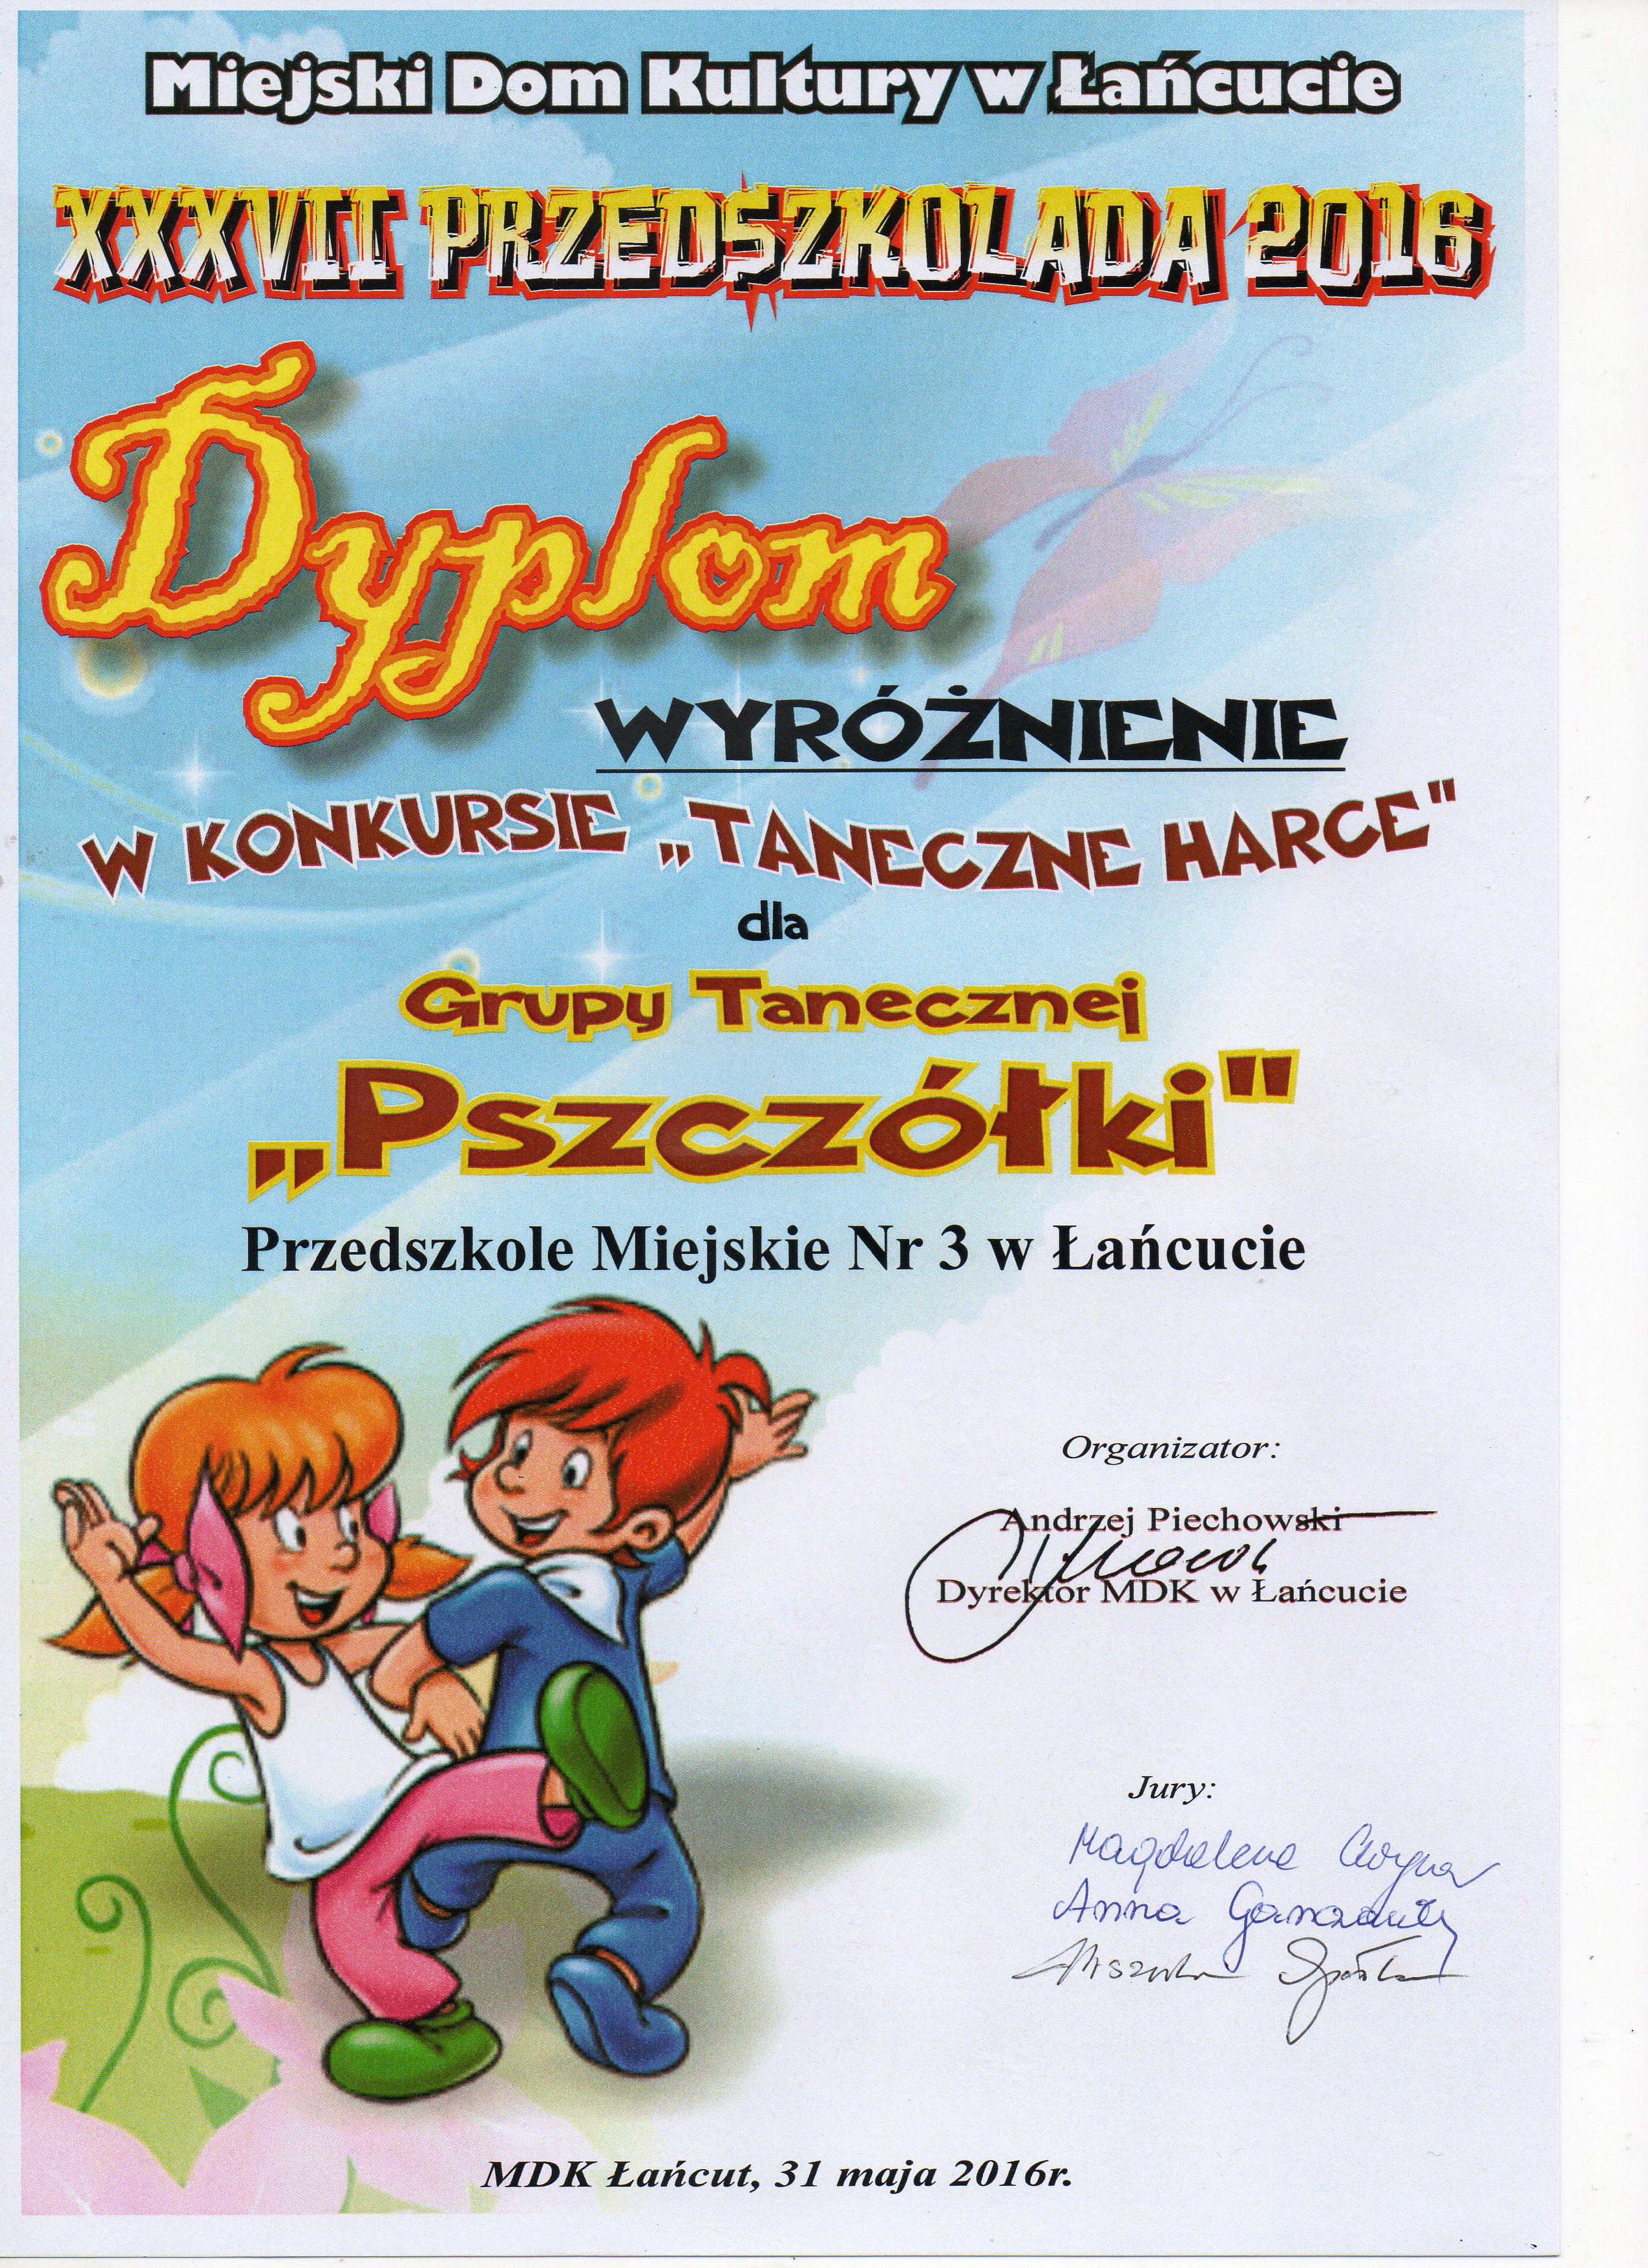 Miejski Dom Kultury w Łańcucie
XXXVII PRZEDSZKOLADA 2016
Dyplom
WYRÓŻNIENIE
W KONKURSIE „TANECZNE HARCE"
dla
Grupy Tanecznej
„Pszczółki"
Przedszkole Miejskie Nr 3 w Łańcucie
Organizator:
Andrzej Piechowski
Dyrektor MDK w Łańcucie
Jury:
Magdalena
Anna
MDK Łańcut, 31 maja 2016r.